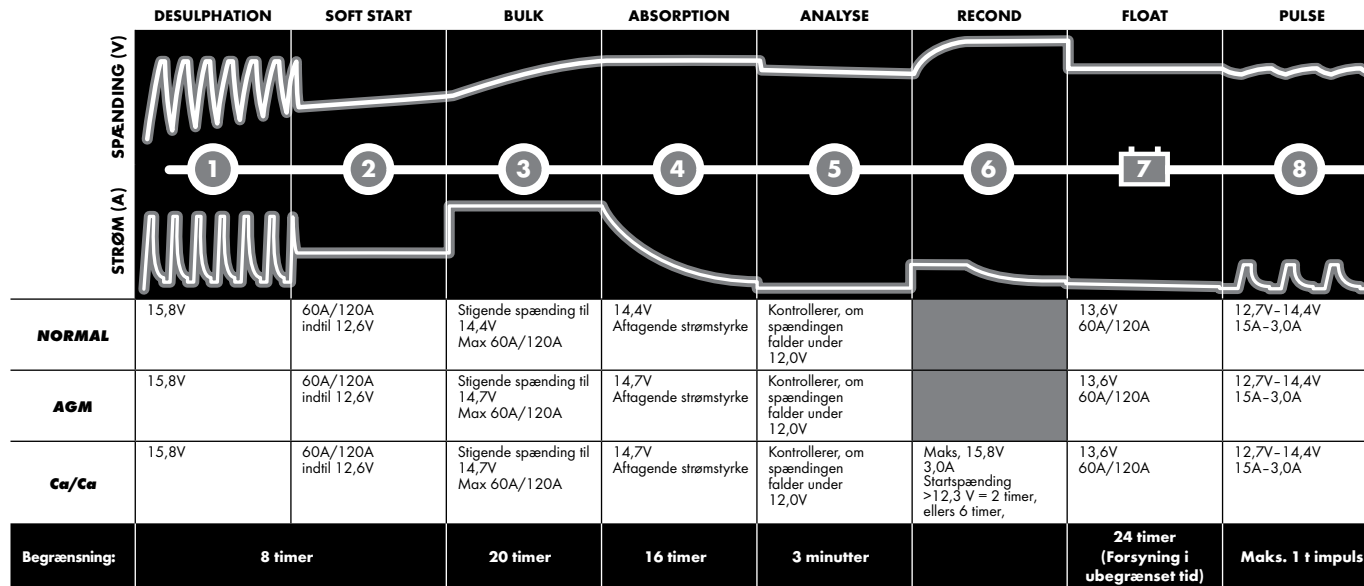 DESULPHATION SOFT START BULK ABSORPTION ANALYSE RECOND FLOAT PULSE
SPÆNDING (V)
1 2 3 4 5 6 7 8
STRØM (A)
NORMAL
15,8V
60A/120A
indtil 12,6V
Stigende spænding til
14,4V
Max 60A/120A
14,4V
Aftagende strømstyrke
Kontrollerer, om
spændingen
falder under
12,0V
13,6V
60A/120A
12,7V–14,4V
15A–3,0A
AGM
15,8V
60A/120A
indtil 12,6V
Stigende spænding til
14,7V
Max 60A/120A
14,7V
Aftagende strømstyrke
Kontrollerer, om
spændingen
falder under
12,0V
13,6V
60A/120A
12,7V–14,4V
15A–3,0A
Ca/Ca
15,8V
60A/120A
indtil 12,6V
Stigende spænding til
14,7V
Max 60A/120A
14,7V
Aftagende strømstyrke
Kontrollerer, om
spændingen
falder under
12,0V
Maks, 15,8V
3,0A
Startspænding
>12,3 V = 2 timer,
ellers 6 timer,
13,6V
60A/120A
12,7V–14,4V
15A–3,0A
Begrænsning:
8 timer
20 timer
16 timer
3 minutter
24 timer
(Forsyning i
ubegrænset tid)
Maks. 1 t impuls